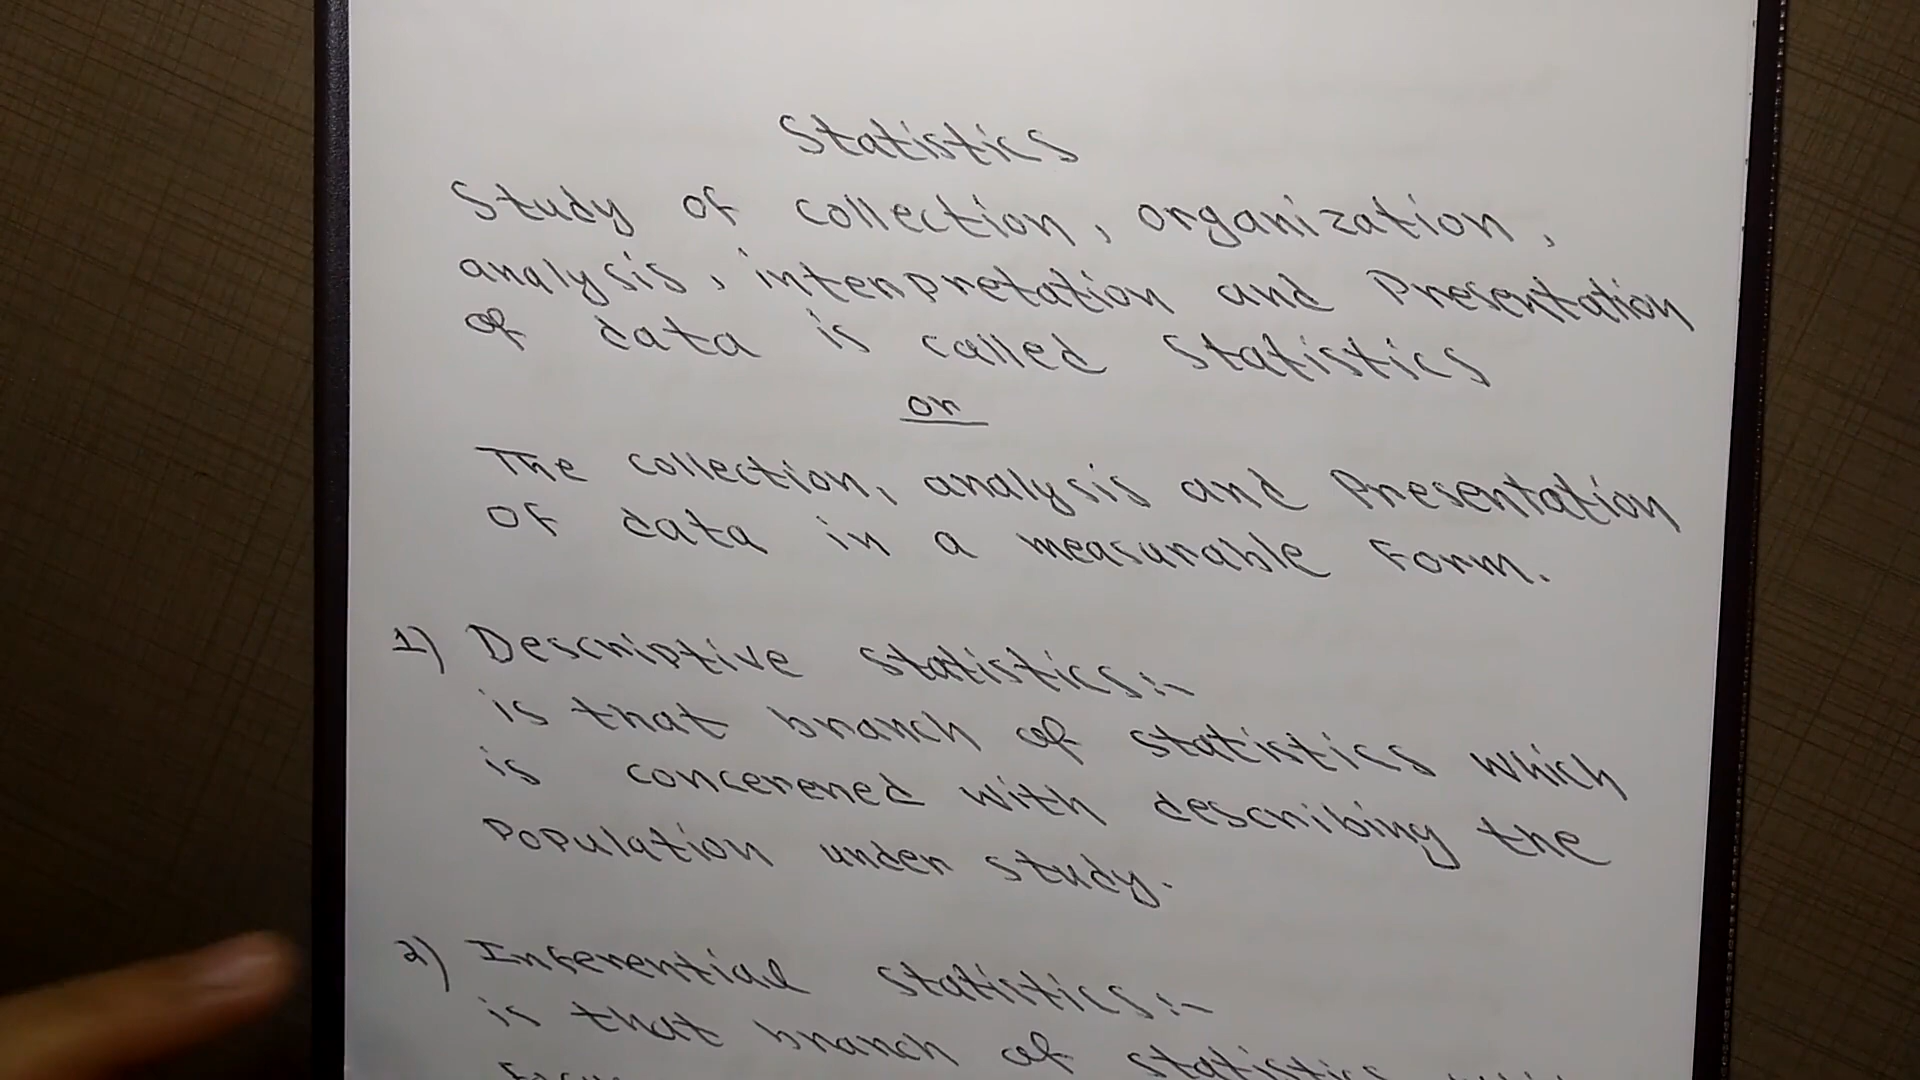 Statistics
Study of collection, organization,
analysis, interpretation and Presentation
of data is called Statistics
or
The collection, analysis and Presentation
of data in a measurable Form.
1) Descriptive Statistics:-
is that branch of statistics which
is concerened with describing the
Population under study.
2) Inferential Statistics:-
is that branch of statistics